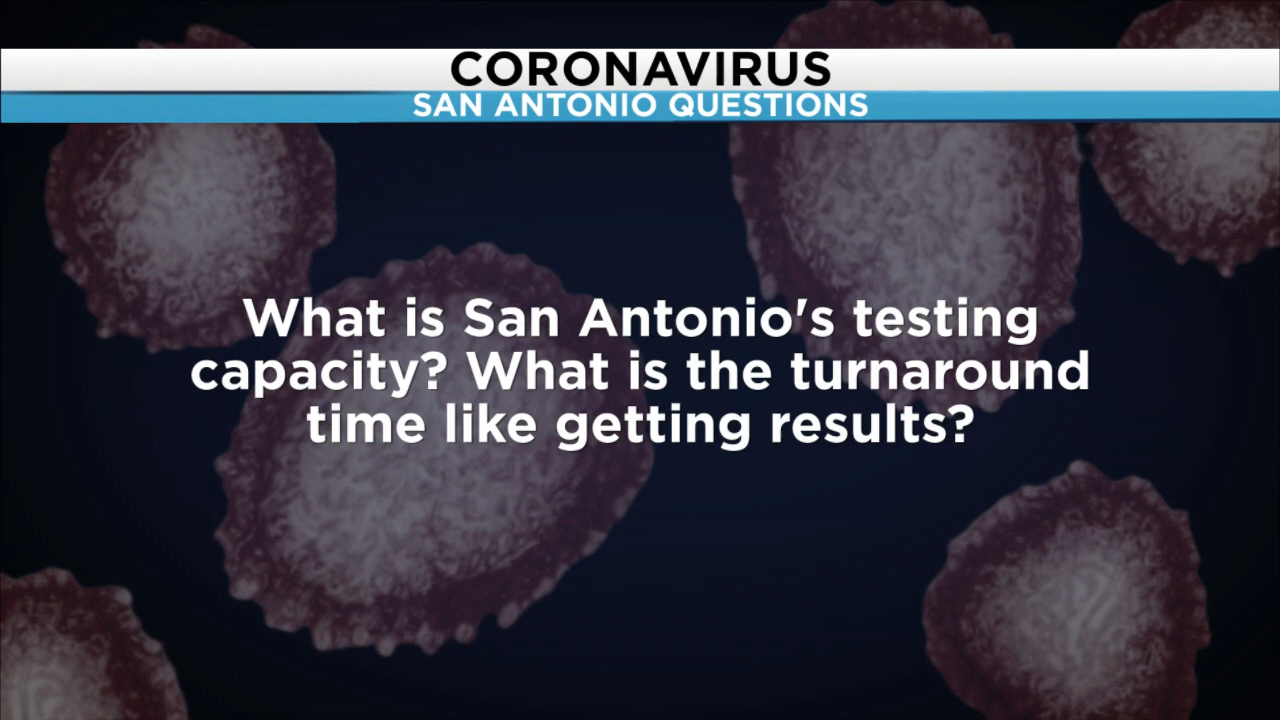 CORONAVIRUS
SAN ANTONIO QUESTIONS
What is San Antonio's testing
capacity? What is the turnaround
time like getting results?